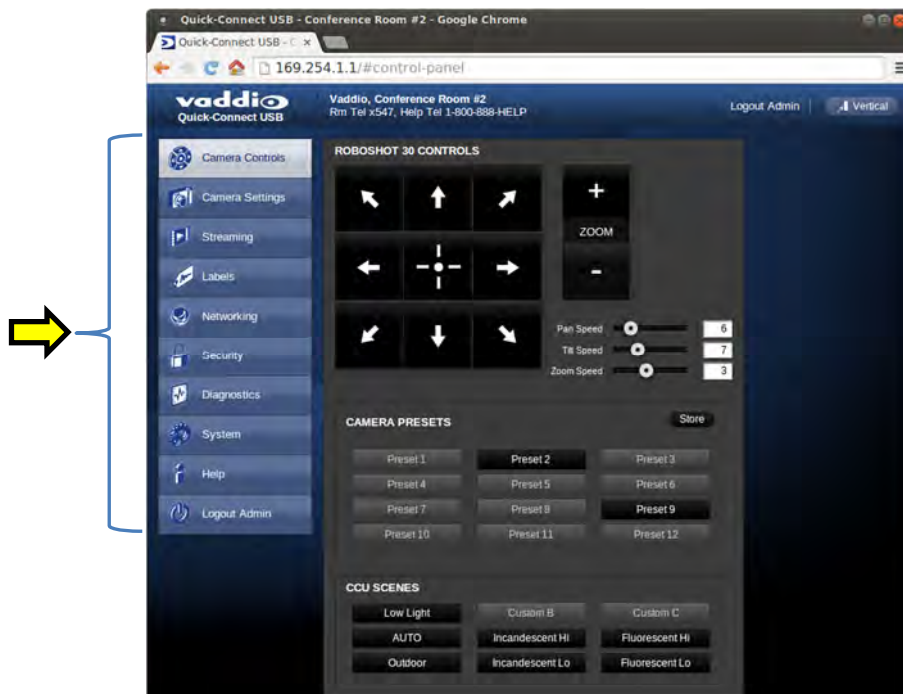 Quick-Connect USB - Conference Room #2 - Google Chrome
Quick-Connect USB - C ×
169.254.1.1/#control-panel
vaddio
Quick-Connect USB
Vaddio, Conference Room #2
Rm Tel x547, Help Tel 1-800-888-HELP
Logout Admin
Vertical
Camera Controls
Camera Settings
Streaming
Labels
Networking
Security
Diagnostics
System
Help
Logout Admin
ROBOSHOT 30 CONTROLS
+
ZOOM
-
Pan Speed 6
Tilt Speed 7
Zoom Speed 3
CAMERA PRESETS
Store
Preset 1 Preset 2 Preset 3
Preset 4 Preset 5 Preset 6
Preset 7 Preset 8 Preset 9
Preset 10 Preset 11 Preset 12
CCU SCENES
Low Light Custom B Custom C
AUTO Incandescent Hi Fluorescent Hi
Outdoor Incandescent Lo Fluorescent Lo